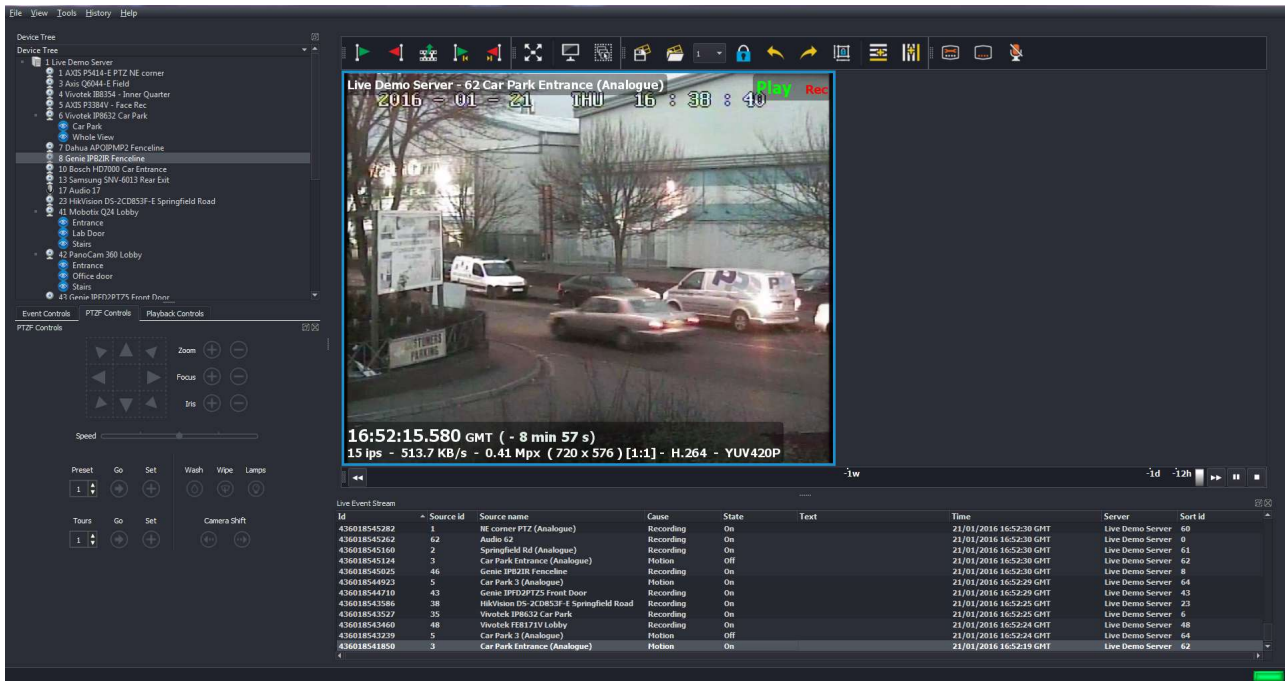 File View Tools History Help
Device Tree
Device Tree
1 Live Demo Server
1 AXIS P5414-E PTZ NE corner
3 Axis Q6044-E Field
4 Vivotek IB8354 - Inner Quarter
5 AXIS P3384V - Face Rec
6 Vivotek IP8632 Car Park
Car Park
Whole View
7 Dahua APOIPMP2 Fenceline
8 Genie IPB2IR Fenceline
10 Bosch HD7000 Car Entrance
13 Samsung SNV-6013 Rear Exit
17 Audio 17
23 HikVision DS-2CD853F-E Springfield Road
41 Mobotix Q24 Lobby
Entrance
Lab Door
Stairs
42 PanoCam 360 Lobby
Entrance
Office door
Stairs
43 Genie IPFD2PTZ5 Front Door
Event Controls PTZF Controls Playback Controls
PTZF Controls
Zoom
Focus
Iris
Speed
Preset Go Set Wash Wipe Lamps
1
Tours Go Set Camera Shift
1
1
Live Demo Server - 62 Car Park Entrance (Analogue) Play Rec
2016 - 01 - 21 THU 16 : 38 : 40
CUSTOMERS
PARKING
16:52:15.580 GMT ( - 8 min 57 s)
15 ips - 513.7 KB/s - 0.41 Mpx ( 720 x 576 ) [1:1] - H.264 - YUV420P
-1w -1d -12h
Live Event Stream
Id Source id Source name Cause State Text Time Server Sort id
436018545282 1 NE corner PTZ (Analogue) Recording On 21/01/2016 16:52:30 GMT Live Demo Server 60
436018545262 62 Audio 62 Recording On 21/01/2016 16:52:30 GMT Live Demo Server 0
436018545160 2 Springfield Rd (Analogue) Recording On 21/01/2016 16:52:30 GMT Live Demo Server 61
436018545124 3 Car Park Entrance (Analogue) Motion Off 21/01/2016 16:52:30 GMT Live Demo Server 62
436018545025 46 Genie IPB2IR Fenceline Recording On 21/01/2016 16:52:30 GMT Live Demo Server 8
436018544923 5 Car Park 3 (Analogue) Motion On 21/01/2016 16:52:29 GMT Live Demo Server 64
436018544710 43 Genie IPFD2PTZ5 Front Door Recording On 21/01/2016 16:52:29 GMT Live Demo Server 43
436018543586 38 HikVision DS-2CD853F-E Springfield Road Recording On 21/01/2016 16:52:25 GMT Live Demo Server 23
436018543527 35 Vivotek IP8632 Car Park Recording On 21/01/2016 16:52:25 GMT Live Demo Server 6
436018543460 48 Vivotek FE8171V Lobby Recording On 21/01/2016 16:52:24 GMT Live Demo Server 48
436018543239 5 Car Park 3 (Analogue) Motion Off 21/01/2016 16:52:24 GMT Live Demo Server 64
436018541850 3 Car Park Entrance (Analogue) Motion On 21/01/2016 16:52:19 GMT Live Demo Server 62